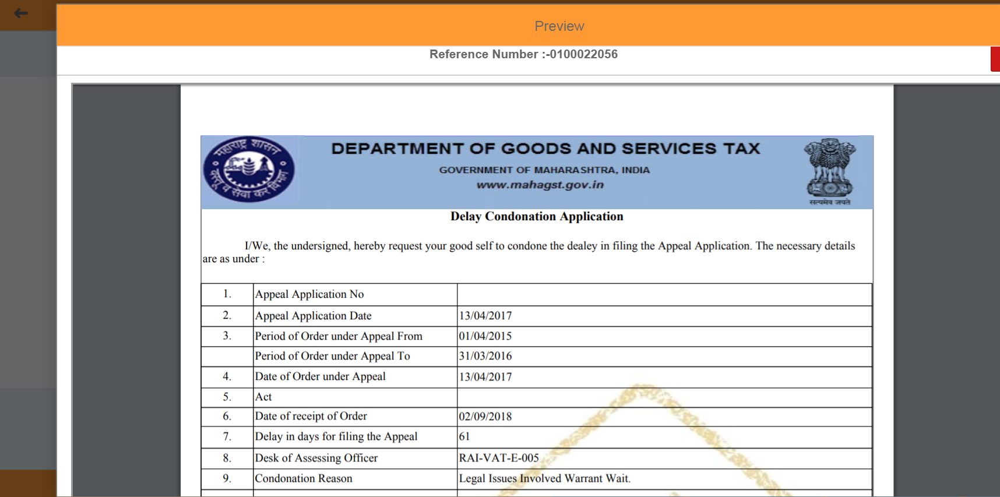 Preview
Reference Number :-0100022056
महाराष्ट्र शासन
वस्तू व सेवा कर विभाग
DEPARTMENT OF GOODS AND SERVICES TAX
GOVERNMENT OF MAHARASHTRA, INDIA
www.mahagst.gov.in
सत्यमेव जयते
Delay Condonation Application
I/We, the undersigned, hereby request your good self to condone the dealey in filing the Appeal Application. The necessary details
are as under :
1. Appeal Application No
2. Appeal Application Date 13/04/2017
3. Period of Order under Appeal From 01/04/2015
Period of Order under Appeal To 31/03/2016
4. Date of Order under Appeal 13/04/2017
5. Act
6. Date of receipt of Order 02/09/2018
7. Delay in days for filing the Appeal 61
8. Desk of Assessing Officer RAI-VAT-E-005
9. Condonation Reason Legal Issues Involved Warrant Wait.